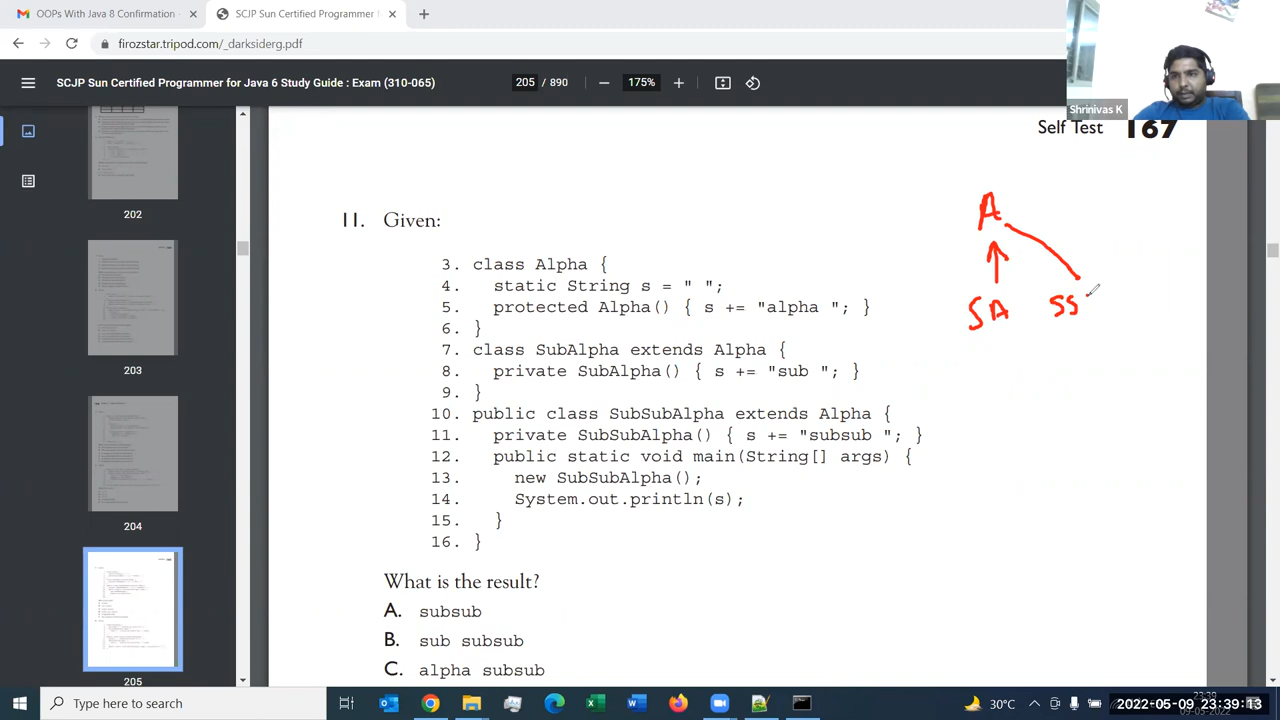 OOPs With Java 8 Confirmation
SCJP Sun Certified Programmer
firozstar.tripod.com/_darksiderg.pdf
SCJP Sun Certified Programmer for Java 6 Study Guide : Exam (310-065)
205 / 890
175%
Shrinivas K
Self Test 167
202
203
204
205
11. Given:
3. class Alpha {
4. static String s = " ";
5. protected Alpha() { s += "alpha "; }
6. }
7. class SubAlpha extends Alpha {
8. private SubAlpha() { s += "sub "; }
9. }
10. public class SubSubAlpha extends Alpha {
11. private SubSubAlpha() { s += "subsub "; }
12. public static void main(String[] args) {
13. new SubSubAlpha();
14. System.out.println(s);
15. }
16. }
A
SA SS
What is the result?
A. subsub
B. sub subsub
C. alpha subsub
Type here to search
30°C
23:39
09-05-2022
2022-05-09 23:39:13